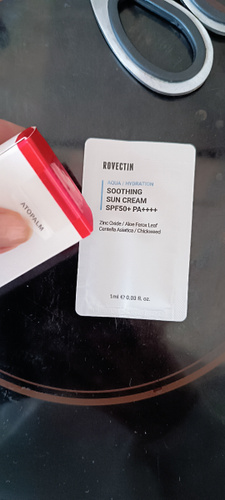 ROVECTIN
AQUA / HYDRATION
SOOTHING
SUN CREAM
SPF50+ PA++++
Zinc Oxide / Aloe Ferox Leaf
Centella Asiatica / Chickweed
1mL ℮ 0.03 fl. oz.
ATOPALM